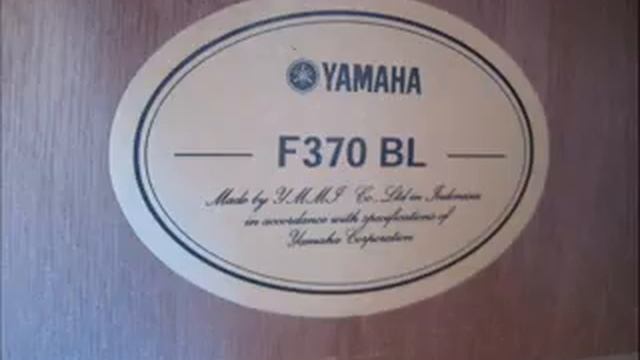 YAMAHA
F370 BL
Made by YMMI Co., Ltd in Indonesia
in accordance with specifications of
Yamaha Corporation